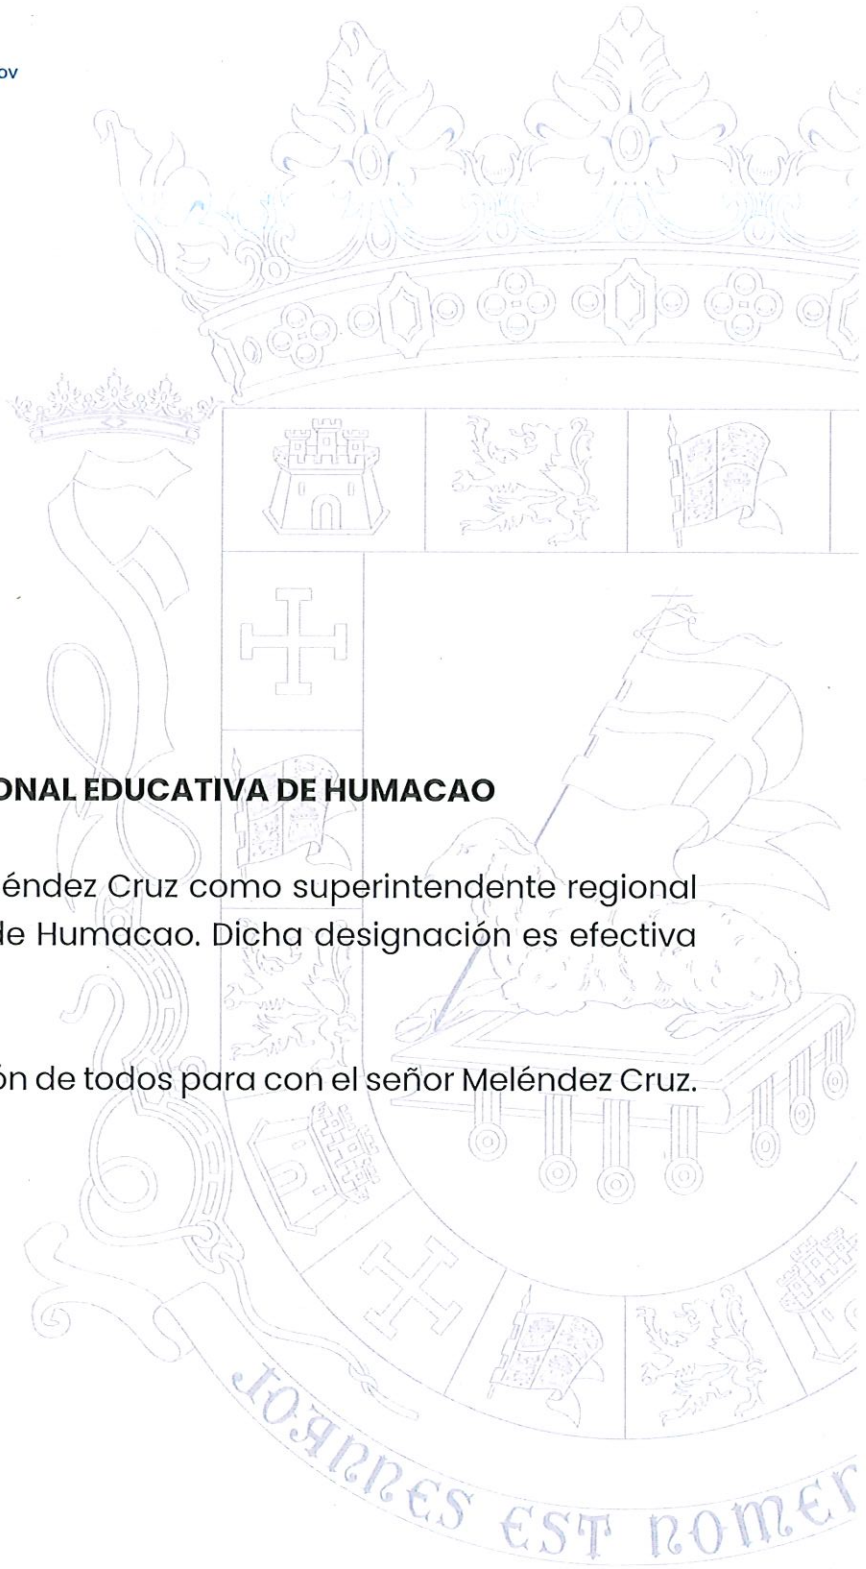 ov
ONAL EDUCATIVA DE HUMACAO
éndez Cruz como superintendente regional
de Humacao. Dicha designación es efectiva
ón de todos para con el señor Meléndez Cruz.
JOANNES EST NOMEN